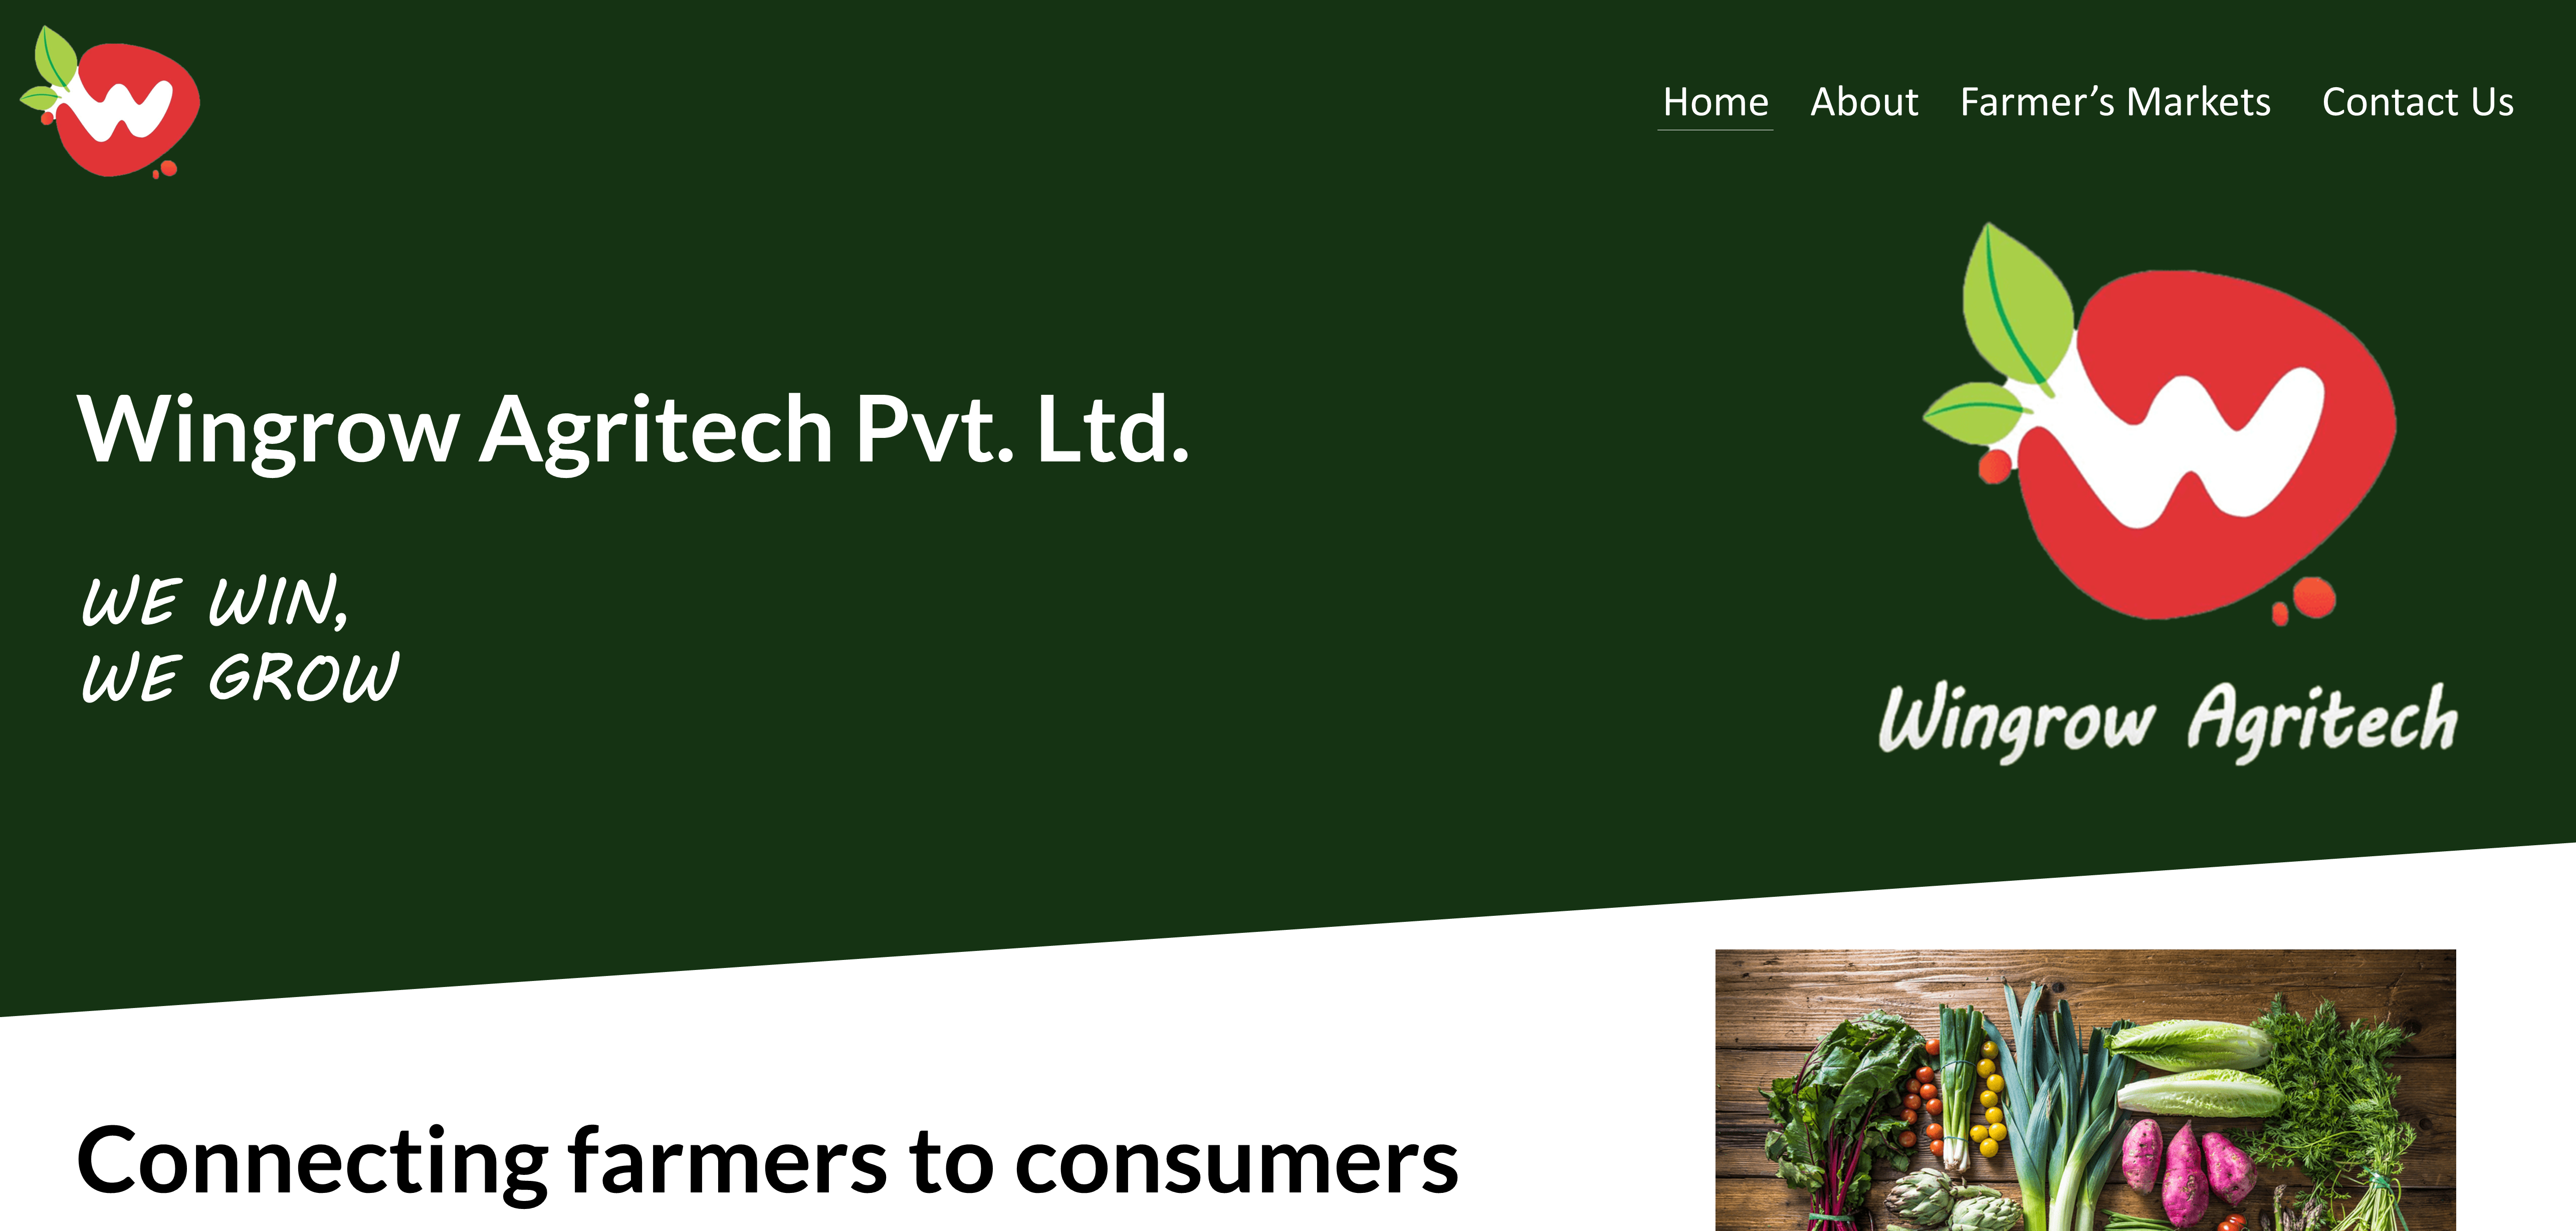 Home About Farmer’s Markets Contact Us
Wingrow Agritech Pvt. Ltd.
WE WIN,
WE GROW
W
Wingrow Agritech
Connecting farmers to consumers